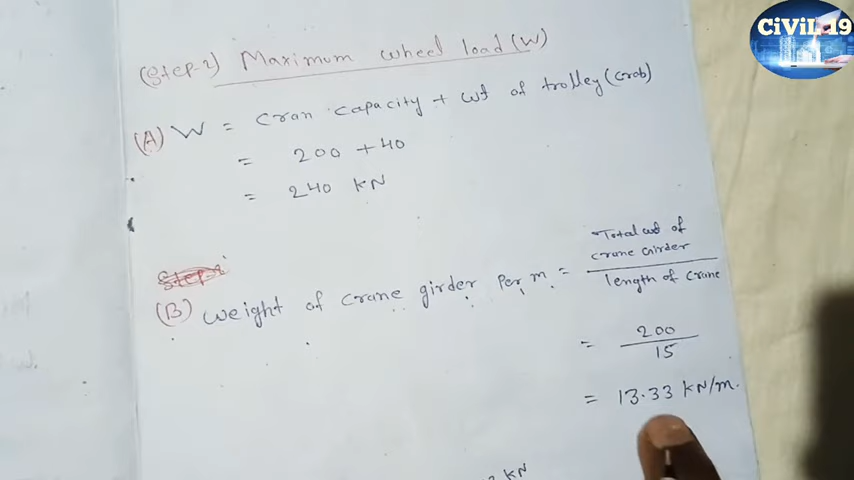 CiViL 19
(Step-2) Maximum wheel load (W)
(A) W = cran capacity + wt of trolley (crab)
= 200 + 40
= 240 KN
(B) weight of crane girder Per m = Total wt of crane Girder / length of crane
= 200 / 15
= 13.33 KN/m.
KN